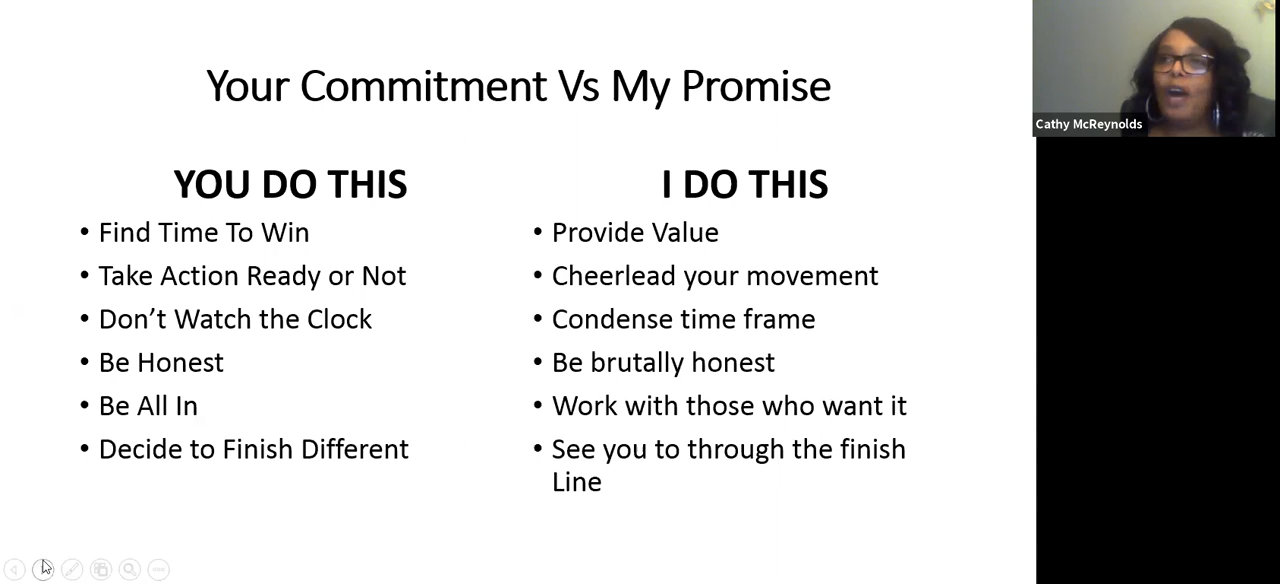 Your Commitment Vs My Promise
Cathy McReynolds
YOU DO THIS
• Find Time To Win
• Take Action Ready or Not
• Don’t Watch the Clock
• Be Honest
• Be All In
• Decide to Finish Different
I DO THIS
• Provide Value
• Cheerlead your movement
• Condense time frame
• Be brutally honest
• Work with those who want it
• See you to through the finish
Line